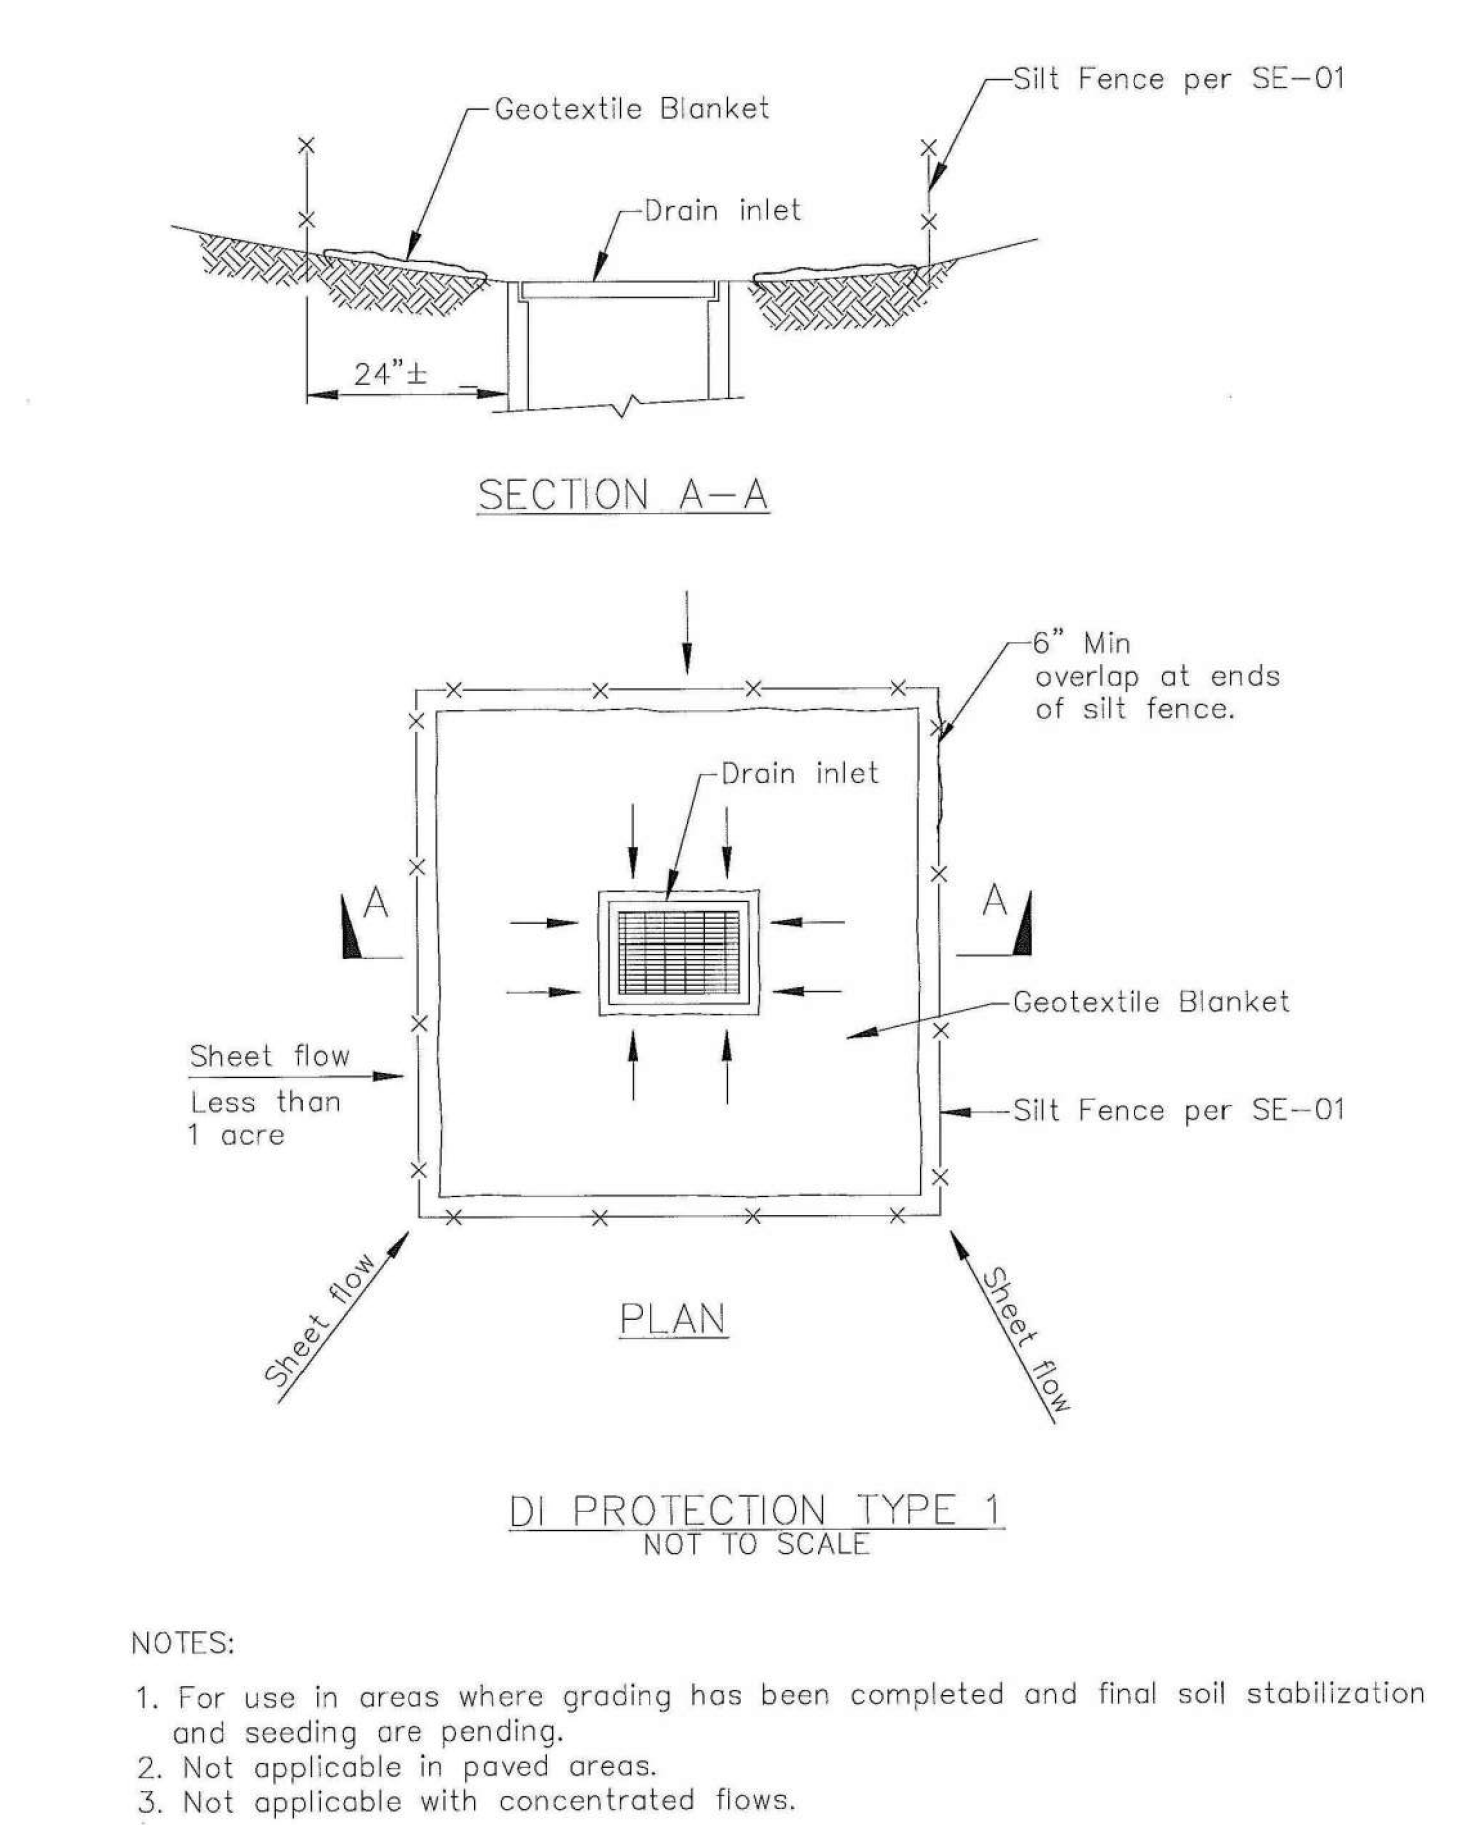 Silt Fence per SE-01
Geotextile Blanket
Drain inlet
24"±
SECTION A-A
6" Min
overlap at ends
of silt fence.
Drain inlet
A
A
Geotextile Blanket
Sheet flow
Less than
1 acre
Silt Fence per SE-01
Sheet flow
Sheet flow
PLAN
DI PROTECTION TYPE 1
NOT TO SCALE
NOTES:
1. For use in areas where grading has been completed and final soil stabilization
and seeding are pending.
2. Not applicable in paved areas.
3. Not applicable with concentrated flows.